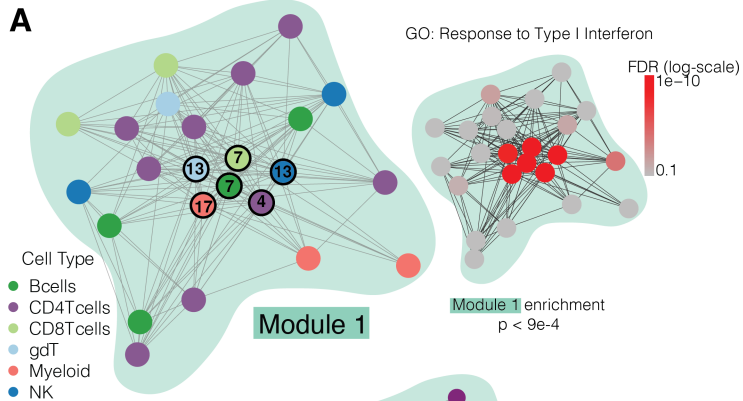 A
GO: Response to Type I Interferon
FDR (log-scale)
1e-10
0.1
7
13
13
7
17
4
Cell Type
Bcells
CD4Tcells
CD8Tcells
gdT
Myeloid
NK
Module 1
Module 1 enrichment
p < 9e-4